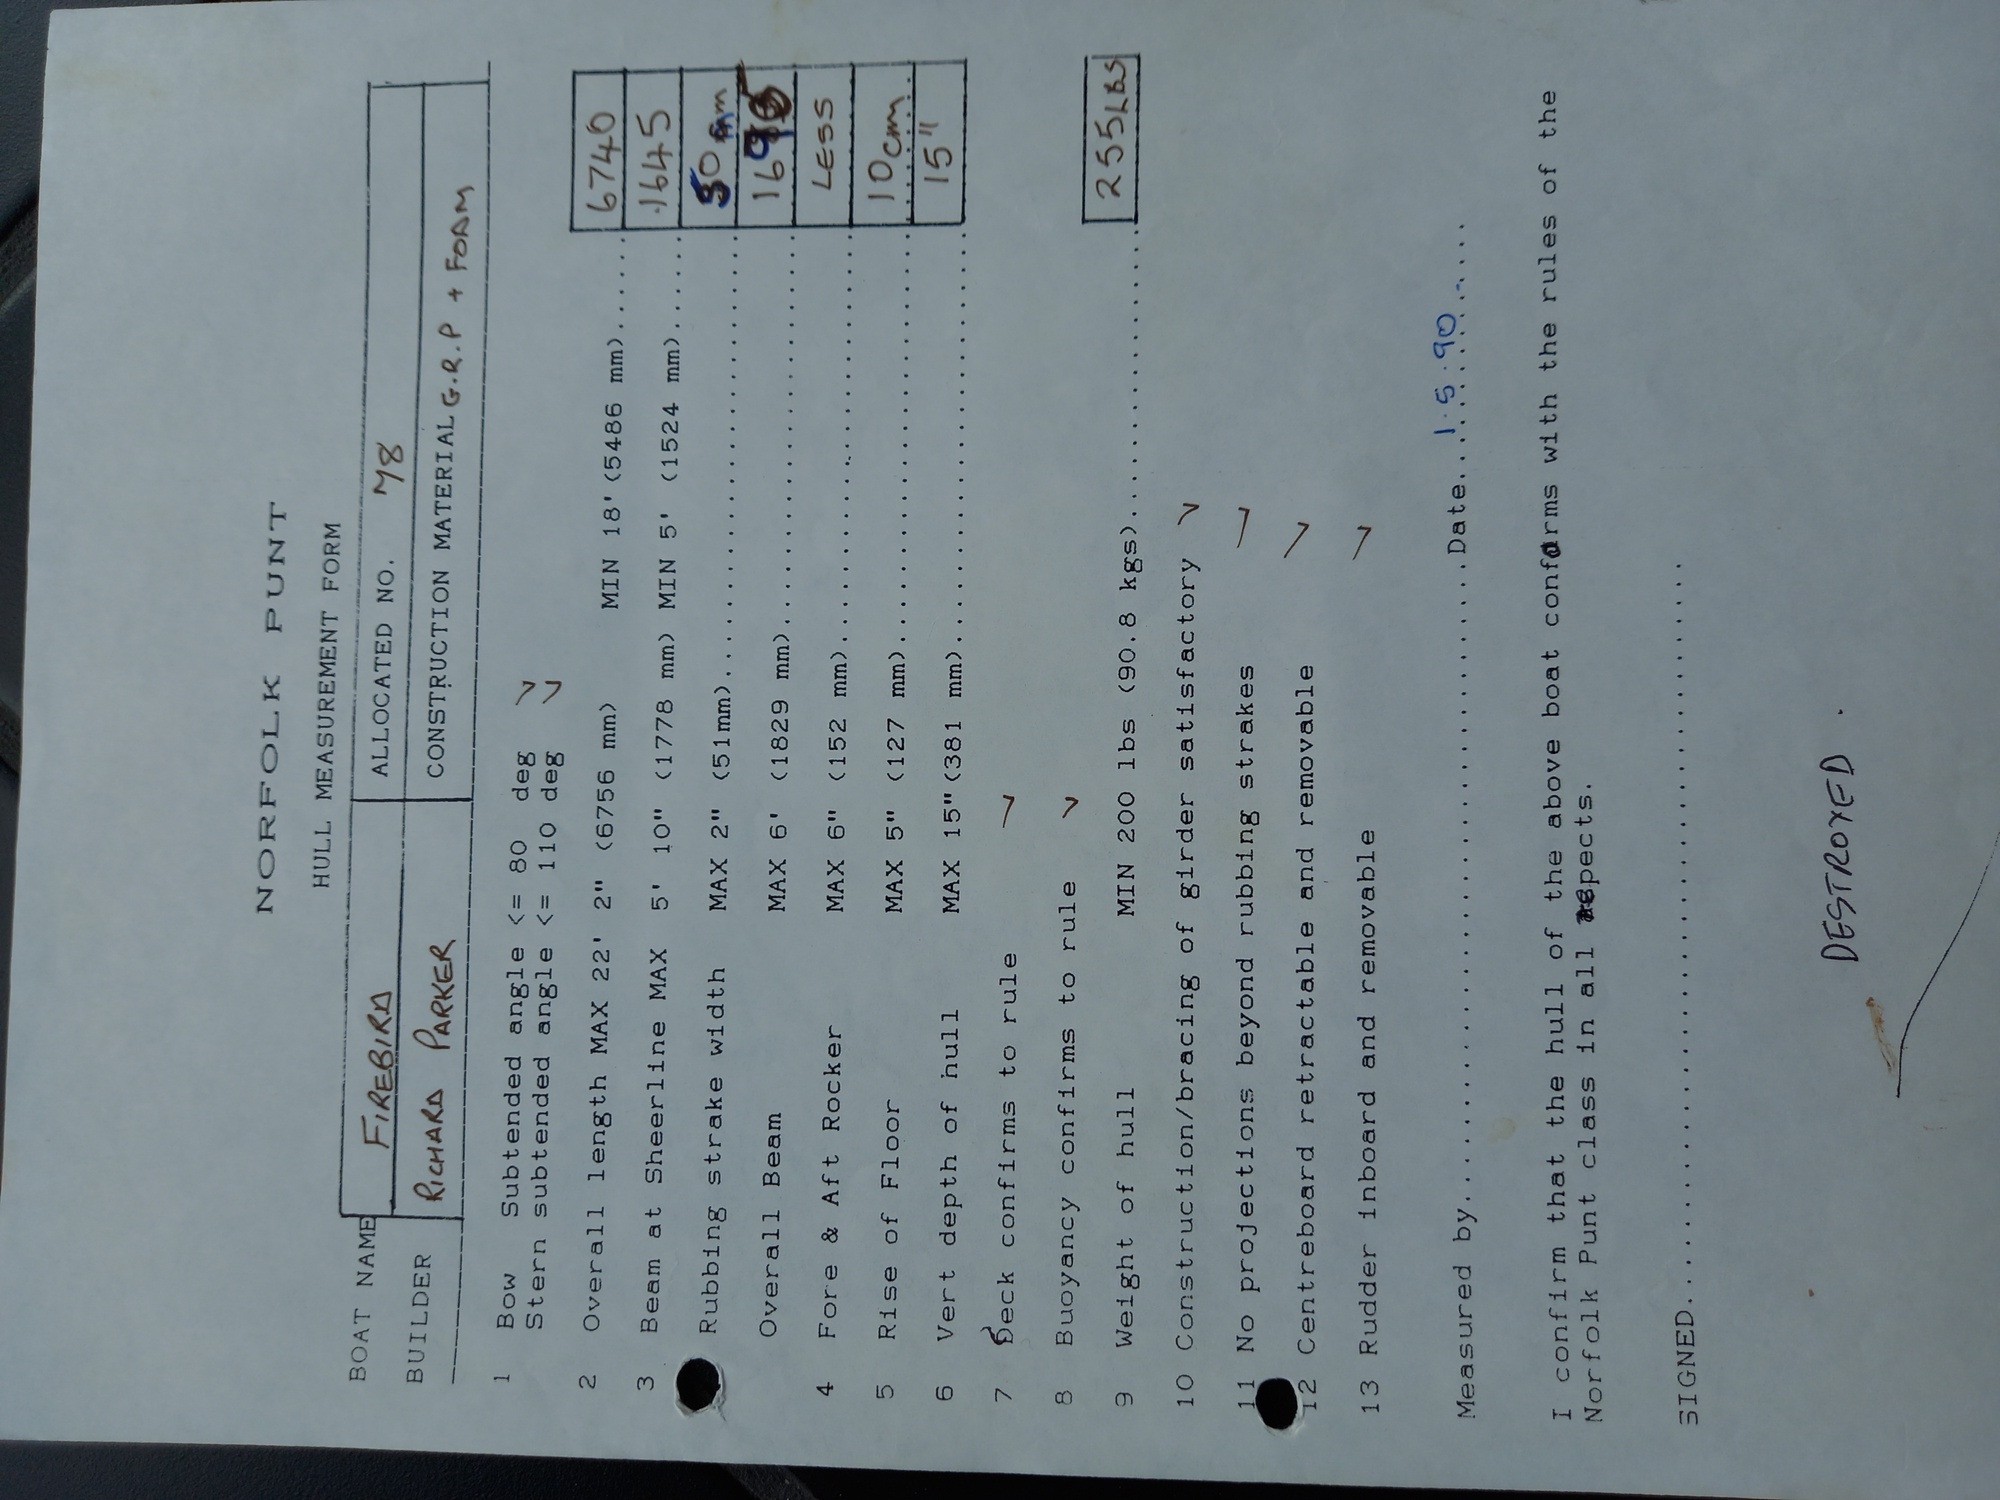 NORFOLK PUNT
HULL MEASUREMENT FORM
BOAT NAME FIREBIRD ALLOCATED NO. 78
BUILDER RICHARD PARKER CONSTRUCTION MATERIAL G.R.P + FOAM
1 Bow Subtended angle <= 80 deg ✓
Stern subtended angle <= 110 deg ✓
2 Overall length MAX 22' 2" (6756 mm) MIN 18' (5486 mm)...... 6740
3 Beam at Sheerline MAX 5' 10" (1778 mm) MIN 5' (1524 mm)...... 1645
Rubbing strake width MAX 2" (51mm)........................ 50 mm
Overall Beam MAX 6' (1829 mm)..................... 1695
4 Fore & Aft Rocker MAX 6" (152 mm)...................... LESS
5 Rise of Floor MAX 5" (127 mm)...................... 10cm
6 Vert depth of hull MAX 15" (381 mm)...................... 15"
7 Deck confirms to rule ✓
8 Buoyancy confirms to rule ✓
9 Weight of hull MIN 200 lbs (90.8 kgs)................ 255LBS
10 Construction/bracing of girder satisfactory ✓
11 No projections beyond rubbing strakes ✓
12 Centreboard retractable and removable ✓
13 Rudder inboard and removable ✓
Measured by..................................Date...1.5.90.....
I confirm that the hull of the above boat conforms with the rules of the
Norfolk Punt class in all respects.
SIGNED.......................................
DESTROYED.